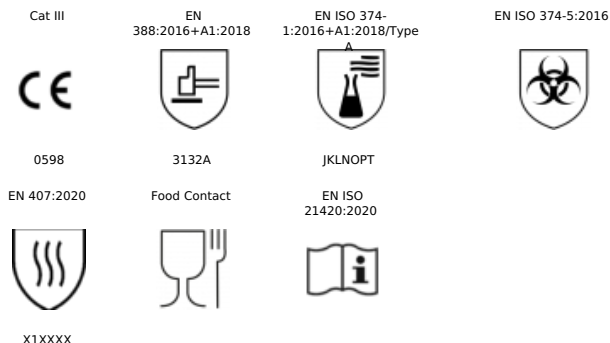 Cat III
EN
388:2016+A1:2018
EN ISO 374-
1:2016+A1:2018/Type
A
EN ISO 374-5:2016
CE
i
0598
3132A
JKLNOPT
EN 407:2020
Food Contact
EN ISO
21420:2020
X1XXXX